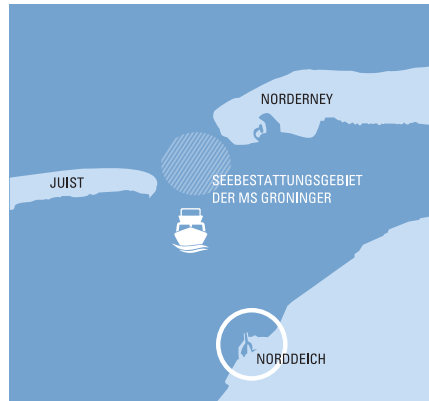 NORDERNEY
JUIST
SEEBESTATTUNGSGEBIET
DER MS GRONINGER
NORDDEICH